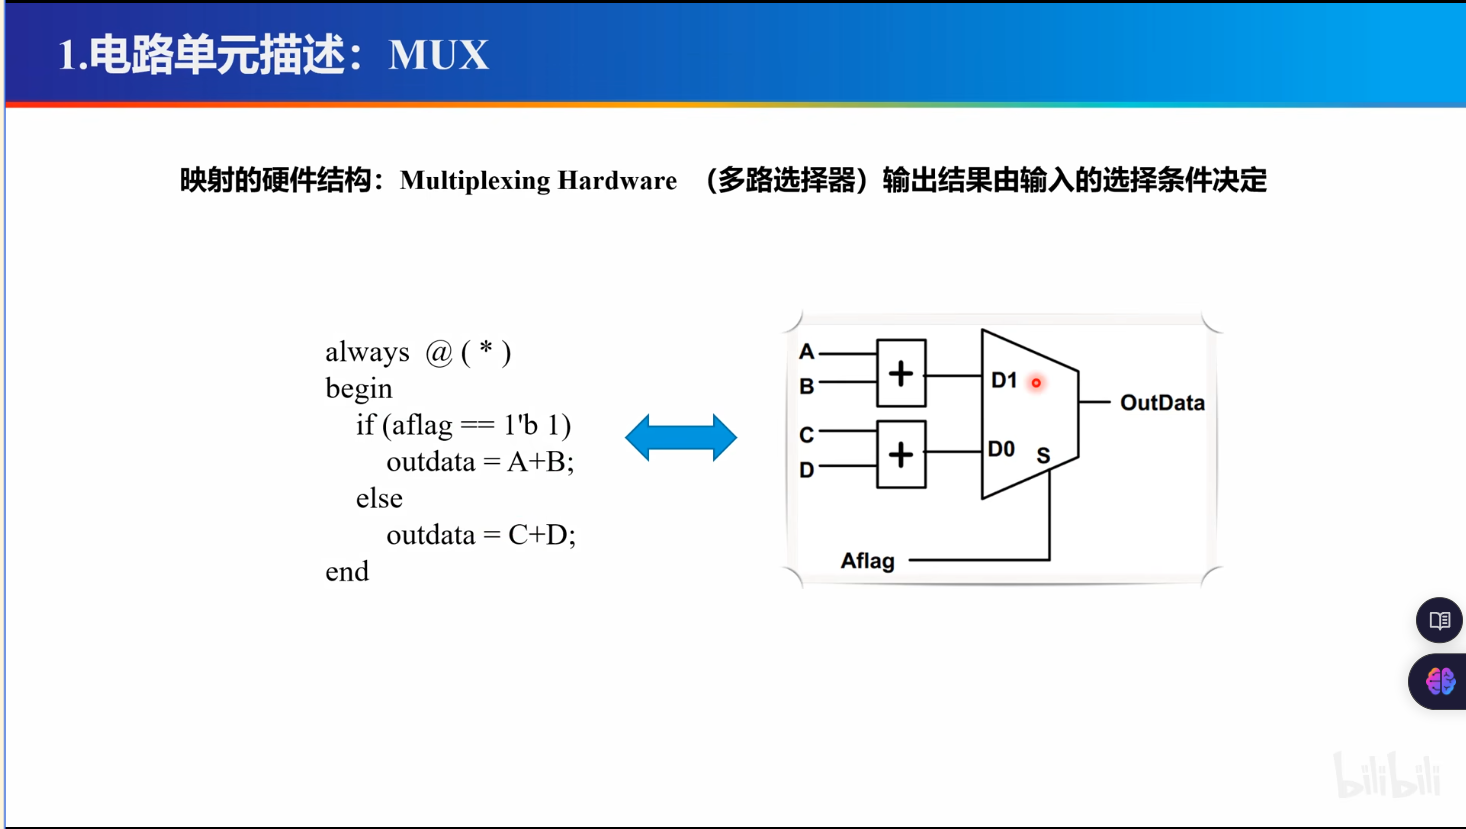 1.电路单元描述：MUX
映射的硬件结构：Multiplexing Hardware （多路选择器）输出结果由输入的选择条件决定
always @ ( * )
begin
if (aflag == 1'b 1)
outdata = A+B;
else
outdata = C+D;
end
A
B
+
C
D
+
D1
D0
S
OutData
Aflag
bilibili